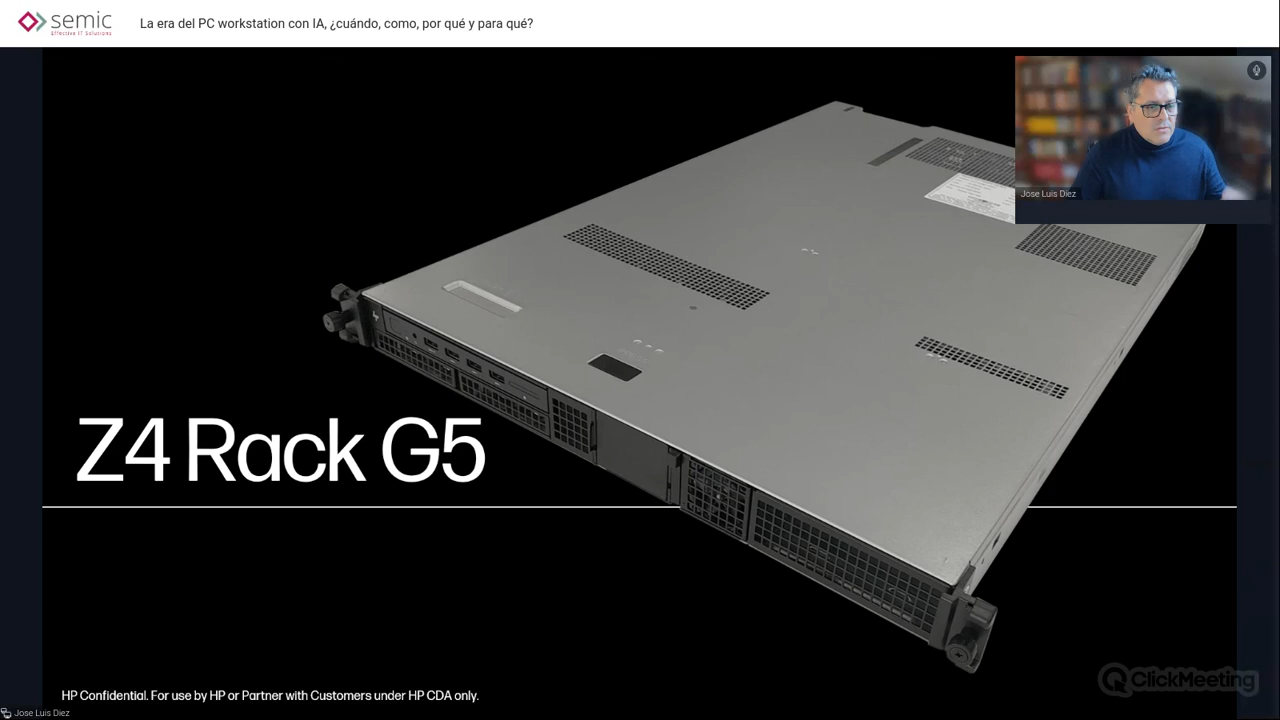 semic
Effective IT Solutions
La era del PC workstation con IA, ¿cuándo, como, por qué y para qué?
Jose Luis Diez
Z4 Rack G5
HP Confidential. For use by HP or Partner with Customers under HP CDA only.
ClickMeeting
Jose Luis Diez